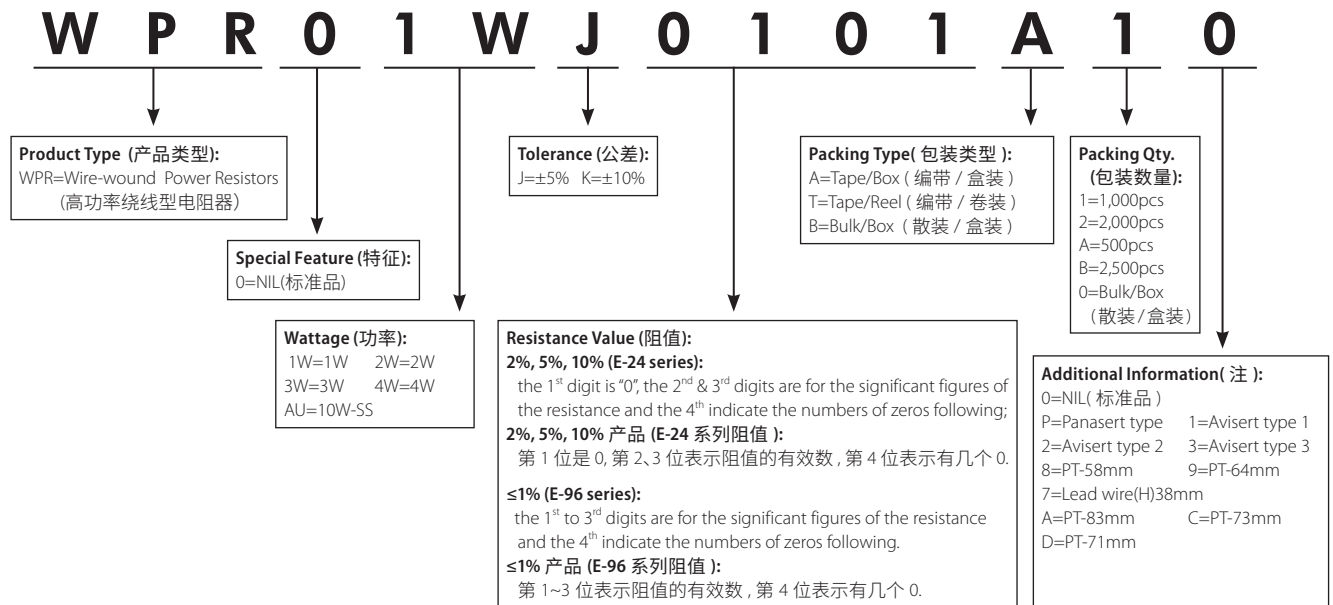 W P R 0 1 W J 0 1 0 1 A 1 0
Product Type (产品类型):
WPR=Wire-wound Power Resistors
(高功率绕线型电阻器)
Special Feature (特征):
0=NIL(标准品)
Wattage (功率):
1W=1W 2W=2W
3W=3W 4W=4W
AU=10W-SS
Tolerance (公差):
J=±5% K=±10%
Resistance Value (阻值):
2%, 5%, 10% (E-24 series):
the 1st digit is "0", the 2nd & 3rd digits are for the significant figures of
the resistance and the 4th indicate the numbers of zeros following;
2%, 5%, 10% 产品 (E-24 系列阻值 ):
第 1 位是 0, 第 2、3 位表示阻值的有效数 , 第 4 位表示有几个 0.
≤1% (E-96 series):
the 1st to 3rd digits are for the significant figures of the resistance
and the 4th indicate the numbers of zeros following.
≤1% 产品 (E-96 系列阻值 ):
第 1~3 位表示阻值的有效数 , 第 4 位表示有几个 0.
Packing Type( 包装类型 ):
A=Tape/Box ( 编带 / 盒装 )
T=Tape/Reel ( 编带 / 卷装 )
B=Bulk/Box ( 散装 / 盒装 )
Packing Qty.
(包装数量):
1=1,000pcs
2=2,000pcs
A=500pcs
B=2,500pcs
0=Bulk/Box
(散装/盒装)
Additional Information( 注 ):
0=NIL( 标准品 )
P=Panasert type 1=Avisert type 1
2=Avisert type 2 3=Avisert type 3
8=PT-58mm 9=PT-64mm
7=Lead wire(H)38mm
A=PT-83mm C=PT-73mm
D=PT-71mm